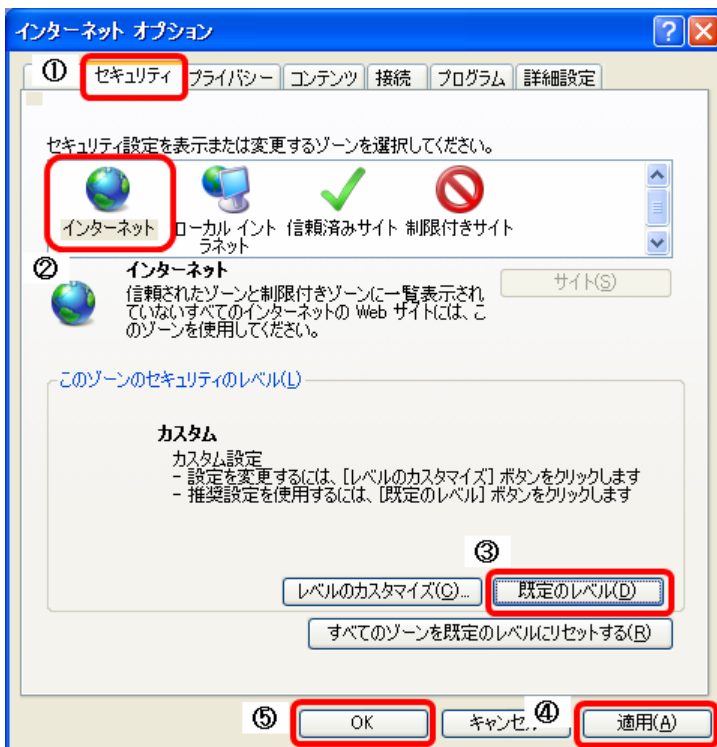 インターネット オプション
① セキュリティ プライバシー コンテンツ 接続 プログラム 詳細設定
セキュリティ設定を表示または変更するゾーンを選択してください。
インターネット ローカル イント 信頼済みサイト 制限付きサイト
ラネット
②
インターネット
サイト(S)
信頼されたゾーンと制限付きゾーンに一覧表示され
ていないすべてのインターネットの Web サイトには、こ
のゾーンを使用してください。
このゾーンのセキュリティのレベル(L)
カスタム
カスタム設定
- 設定を変更するには、[レベルのカスタマイズ] ボタンをクリックします
- 推奨設定を使用するには、[既定のレベル] ボタンをクリックします
③
レベルのカスタマイズ(C)... 既定のレベル(D)
すべてのゾーンを既定のレベルにリセットする(R)
⑤ OK キャンセ ④ 適用(A)